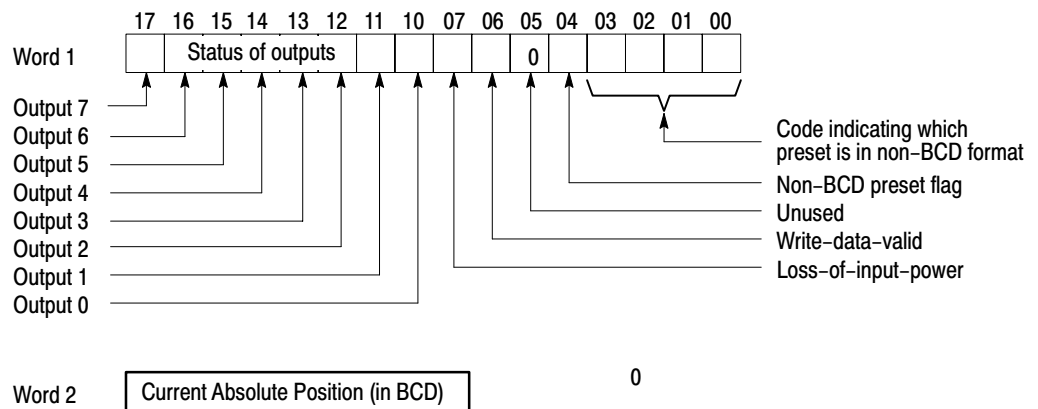 17 16 15 14 13 12 11 10 07 06 05 04 03 02 01 00
Word 1 Status of outputs 0
Output 7
Output 6
Output 5
Output 4
Output 3
Output 2
Output 1
Output 0
Code indicating which
preset is in non-BCD format
Non-BCD preset flag
Unused
Write-data-valid
Loss-of-input-power
Word 2 Current Absolute Position (in BCD) 0